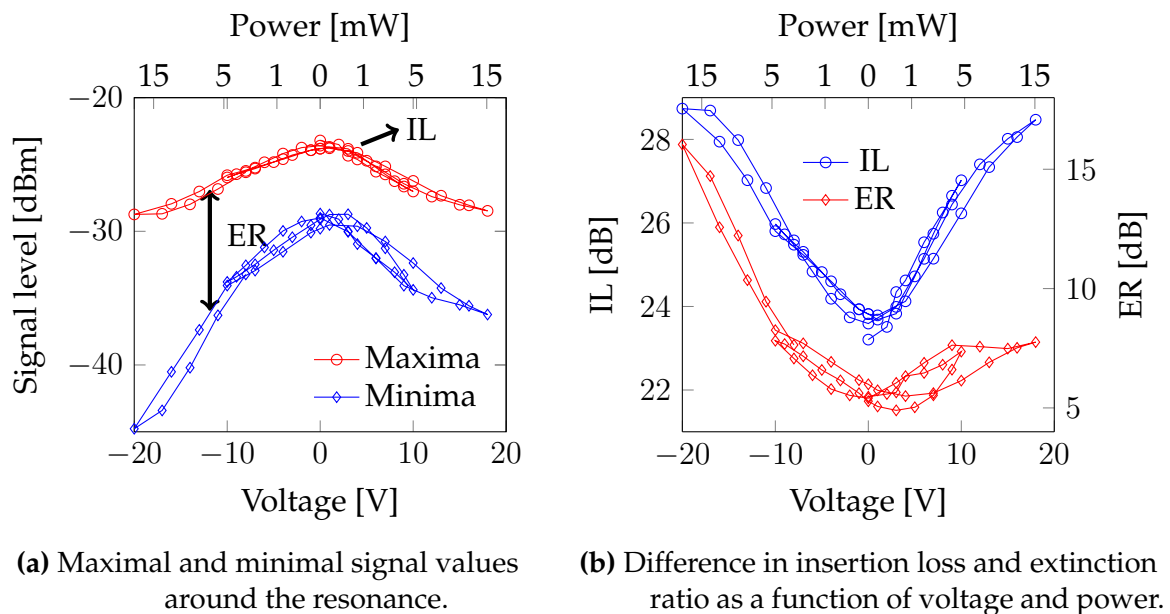 Power [mW]
15 5 1 0 1 5 15
−20
−30
−40
Signal level [dBm]
IL
ER
Maxima
Minima
−20 −10 0 10 20
Voltage [V]
(a) Maximal and minimal signal values
around the resonance.
Power [mW]
15 5 1 0 1 5 15
28
26
24
22
IL [dB]
IL
ER
15
10
5
ER [dB]
−20 −10 0 10 20
Voltage [V]
(b) Difference in insertion loss and extinction
ratio as a function of voltage and power.